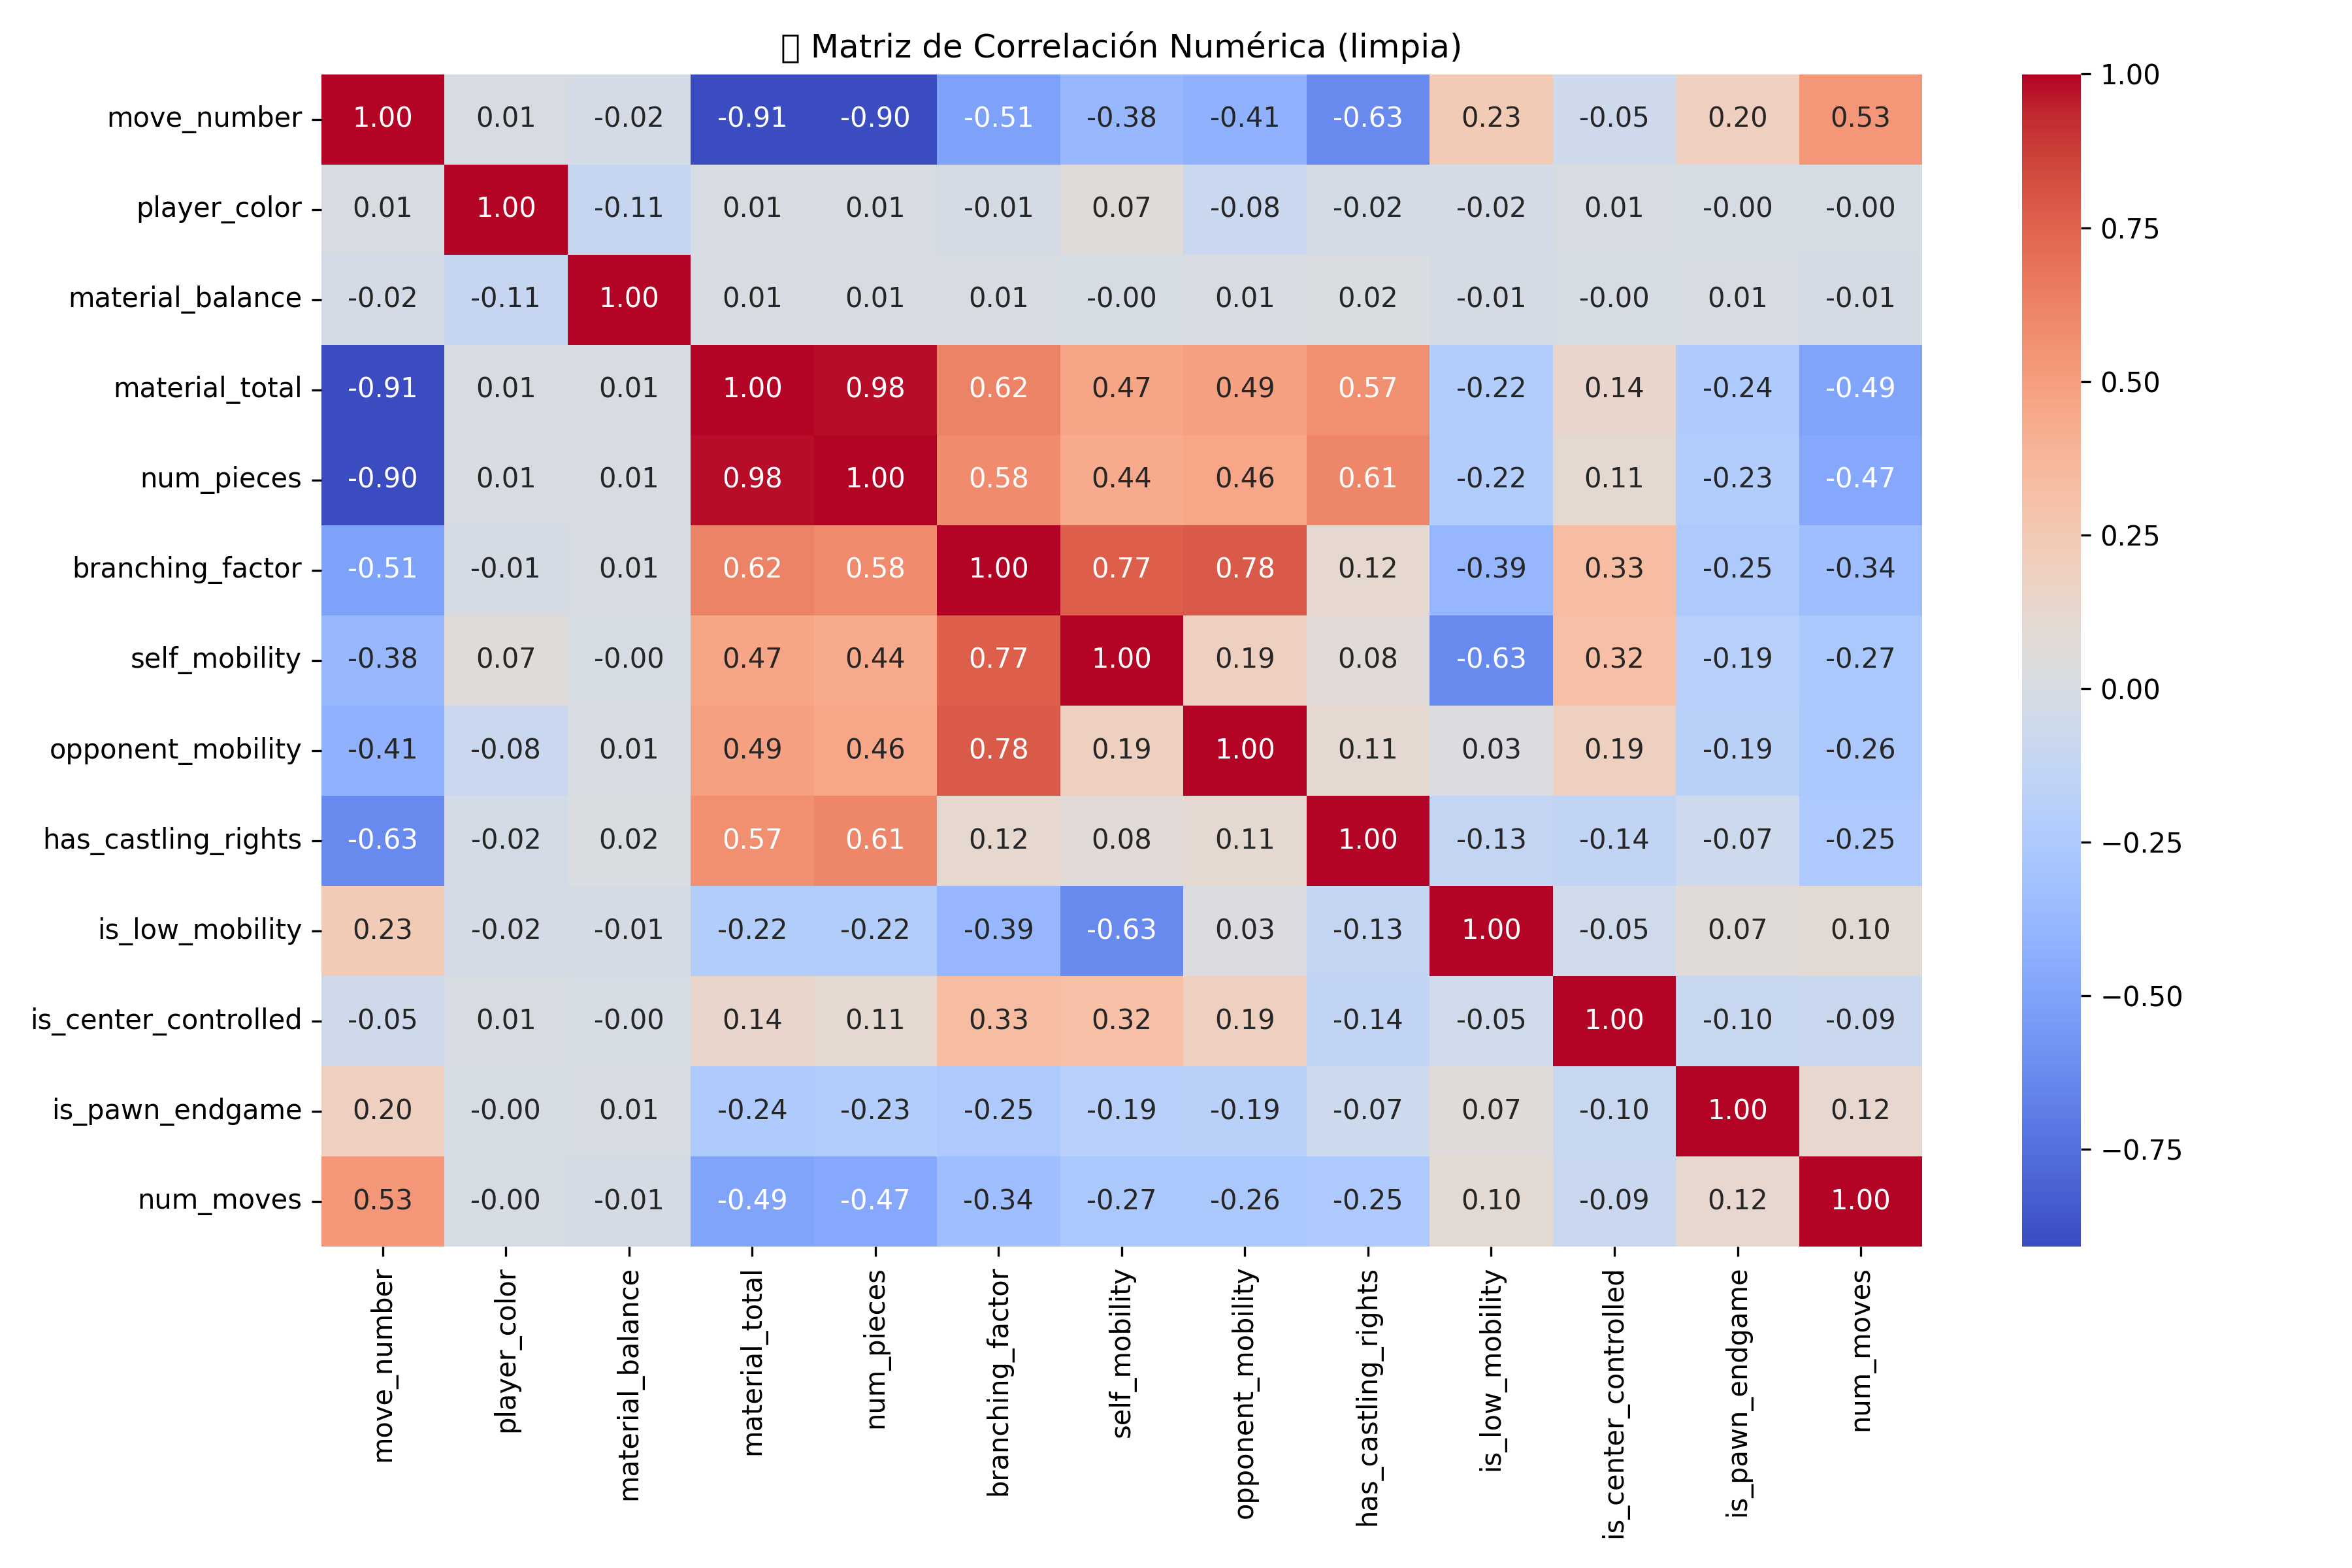 ▯ Matriz de Correlación Numérica (limpia)
move_number 1.00 0.01 -0.02 -0.91 -0.90 -0.51 -0.38 -0.41 -0.63 0.23 -0.05 0.20 0.53
player_color 0.01 1.00 -0.11 0.01 0.01 -0.01 0.07 -0.08 -0.02 -0.02 0.01 -0.00 -0.00
material_balance -0.02 -0.11 1.00 0.01 0.01 0.01 -0.00 0.01 0.02 -0.01 -0.00 0.01 -0.01
material_total -0.91 0.01 0.01 1.00 0.98 0.62 0.47 0.49 0.57 -0.22 0.14 -0.24 -0.49
num_pieces -0.90 0.01 0.01 0.98 1.00 0.58 0.44 0.46 0.61 -0.22 0.11 -0.23 -0.47
branching_factor -0.51 -0.01 0.01 0.62 0.58 1.00 0.77 0.78 0.12 -0.39 0.33 -0.25 -0.34
self_mobility -0.38 0.07 -0.00 0.47 0.44 0.77 1.00 0.19 0.08 -0.63 0.32 -0.19 -0.27
opponent_mobility -0.41 -0.08 0.01 0.49 0.46 0.78 0.19 1.00 0.11 0.03 0.19 -0.19 -0.26
has_castling_rights -0.63 -0.02 0.02 0.57 0.61 0.12 0.08 0.11 1.00 -0.13 -0.14 -0.07 -0.25
is_low_mobility 0.23 -0.02 -0.01 -0.22 -0.22 -0.39 -0.63 0.03 -0.13 1.00 -0.05 0.07 0.10
is_center_controlled -0.05 0.01 -0.00 0.14 0.11 0.33 0.32 0.19 -0.14 -0.05 1.00 -0.10 -0.09
is_pawn_endgame 0.20 -0.00 0.01 -0.24 -0.23 -0.25 -0.19 -0.19 -0.07 0.07 -0.10 1.00 0.12
num_moves 0.53 -0.00 -0.01 -0.49 -0.47 -0.34 -0.27 -0.26 -0.25 0.10 -0.09 0.12 1.00
move_number
player_color
material_balance
material_total
num_pieces
branching_factor
self_mobility
opponent_mobility
has_castling_rights
is_low_mobility
is_center_controlled
is_pawn_endgame
num_moves
1.00
0.75
0.50
0.25
0.00
−0.25
−0.50
−0.75